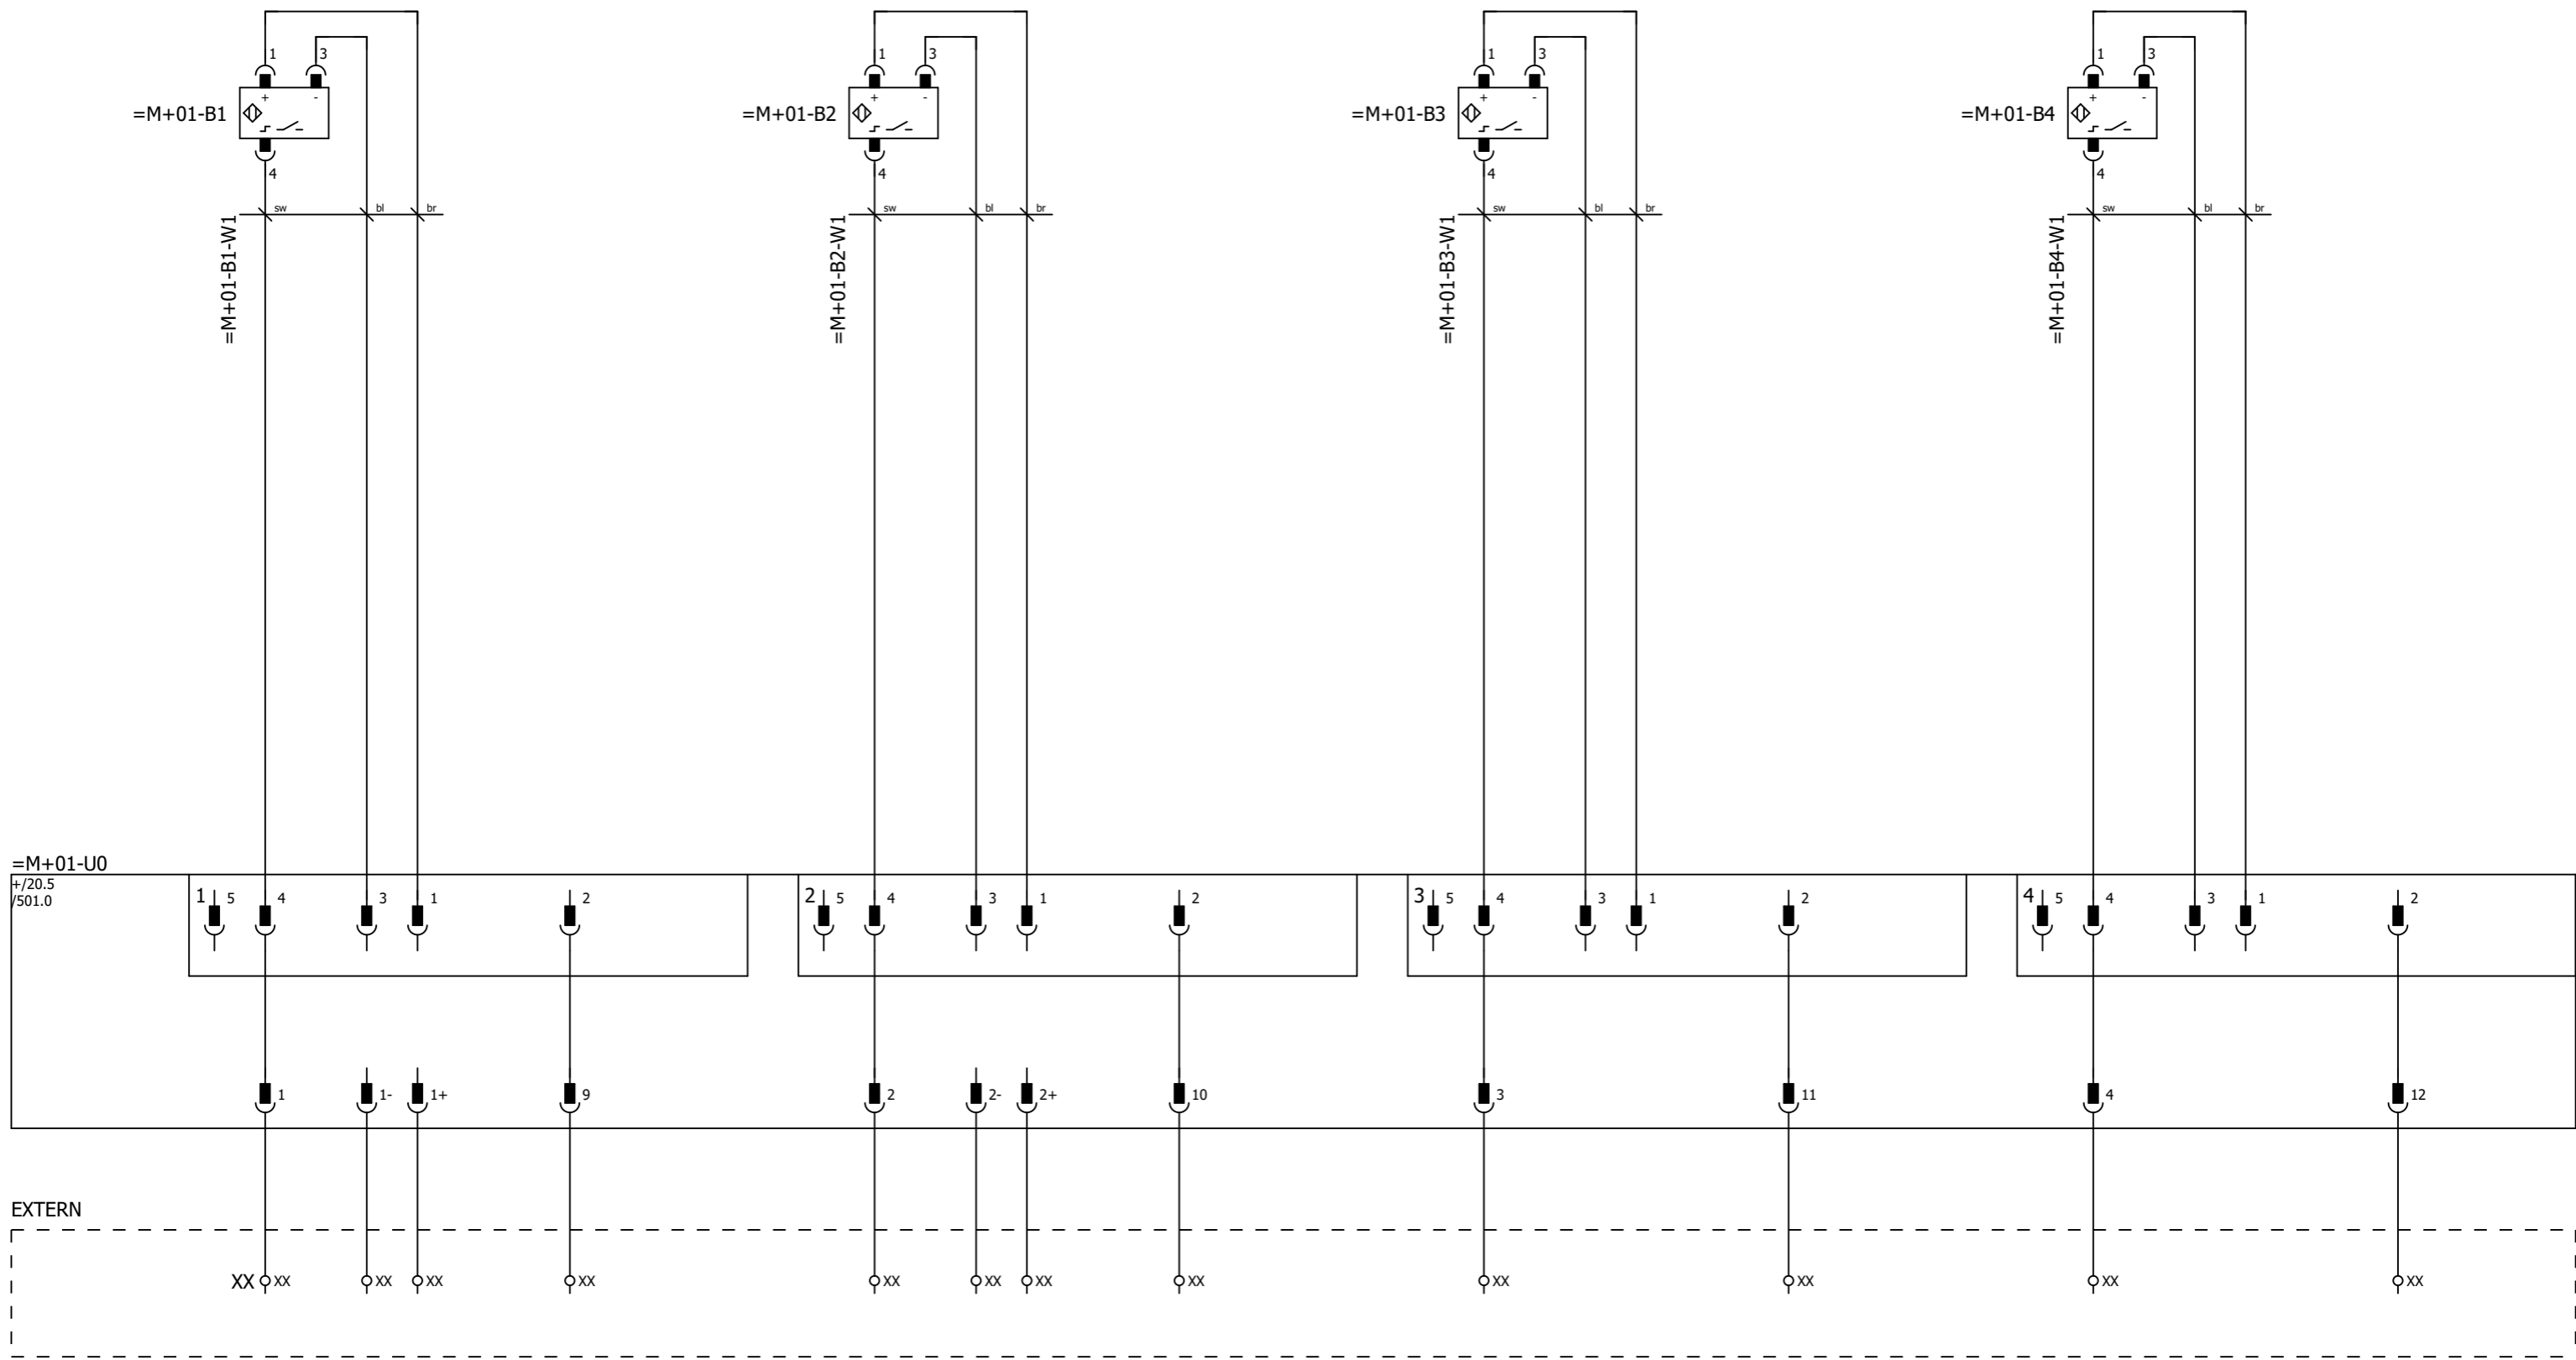 1 3 1 3 1 3 1 3
=M+01-B1 + - =M+01-B2 + - =M+01-B3 + - =M+01-B4 + -
4 4 4 4
sw bl br sw bl br sw bl br sw bl br
=M+01-B1-W1 =M+01-B2-W1 =M+01-B3-W1 =M+01-B4-W1
=M+01-U0
+/20.5
/501.0
1 5 4 3 1 2 2 5 4 3 1 2 3 5 4 3 1 2 4 5 4 3 1 2
1 1- 1+ 9 2 2- 2+ 10 3 11 4 12
EXTERN
XX XX XX XX XX XX XX XX XX XX XX XX XX